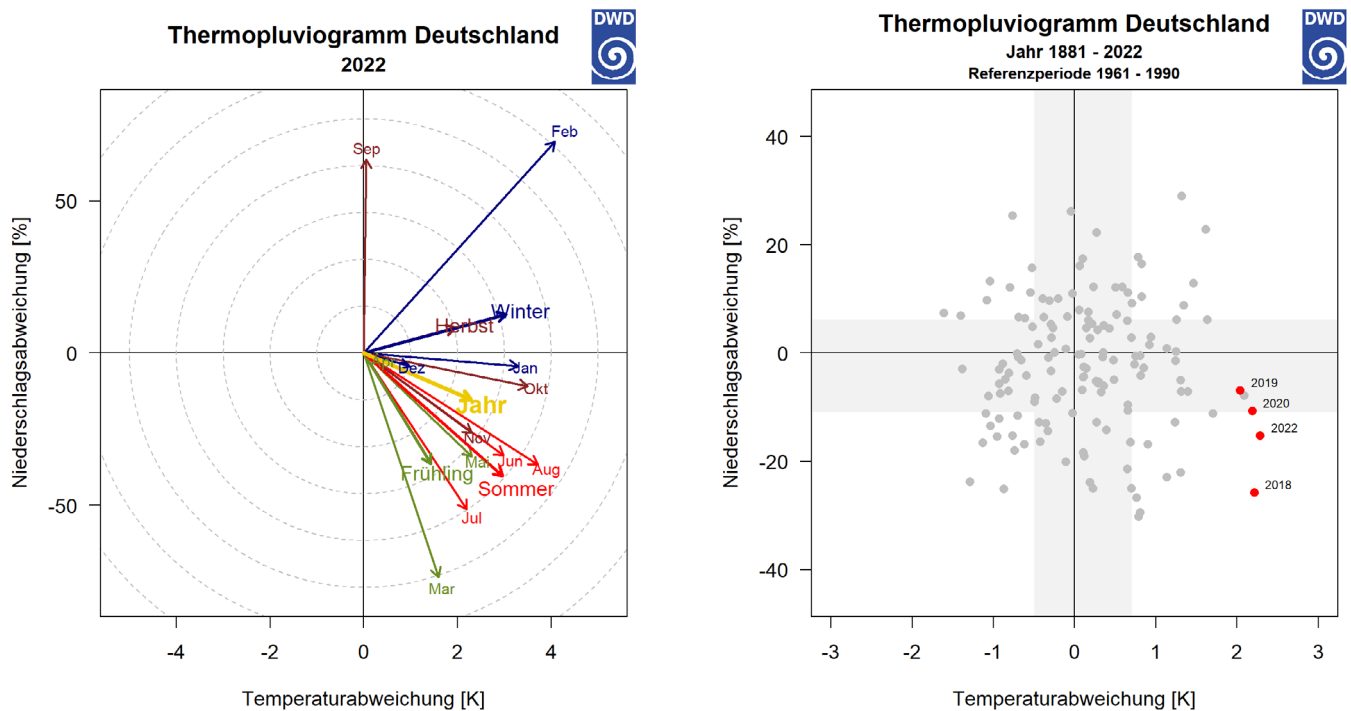 Thermopluviogramm Deutschland
2022
DWD
Niederschlagsabweichung [%]
50
0
-50
Sep
Feb
Winter
Herbst
Dez
Jan
Okt
Jahr
Nov
Mai
Jun
Aug
Frühling
Sommer
Jul
Mar
-4
-2
0
2
4
Temperaturabweichung [K]
Thermopluviogramm Deutschland
Jahr 1881 - 2022
Referenzperiode 1961 - 1990
DWD
Niederschlagsabweichung [%]
40
20
0
-20
-40
2019
2020
2022
2018
-3
-2
-1
0
1
2
3
Temperaturabweichung [K]